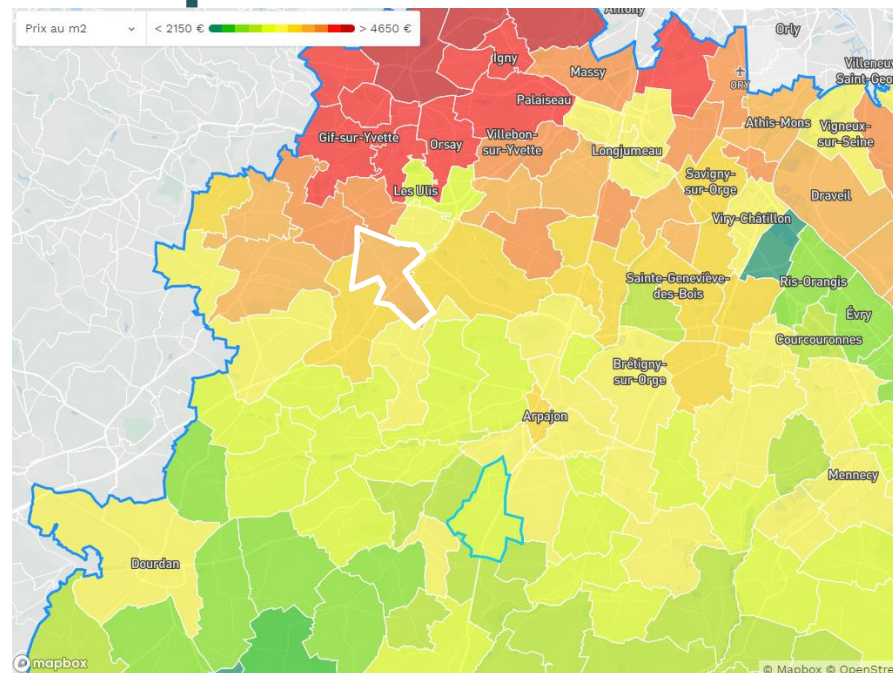 Prix au m2
< 2150 €
> 4650 €
Antony
Orly
Igny
Massy
ORY
Villeneuv
Saint-Geor
Palaiseau
Gif-sur-Yvette
Orsay
Villebon-
sur-Yvette
Longjumeau
Athis-Mons
Vigneux-
sur-Seine
Les Ulis
Savigny-
sur-Orge
Draveil
Viry-Châtillon
Sainte-Geneviève-
des-Bois
Ris-Orangis
Évry
Courcouronnes
Brétigny-
sur-Orge
Arpajon
Mennecy
Dourdan
mapbox
© Mapbox © OpenStre